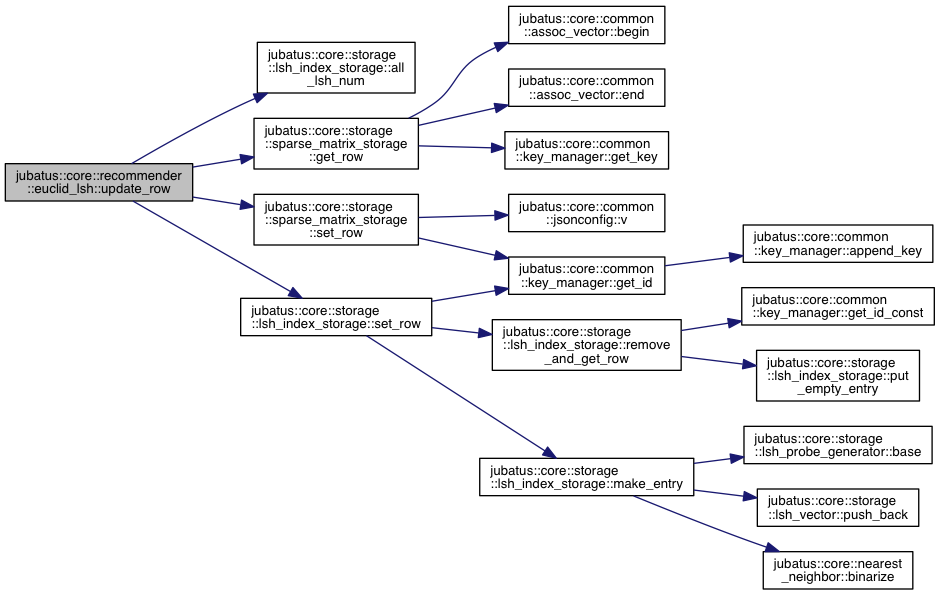 jubatus::core::recommender
::euclid_lsh::update_row
jubatus::core::storage
::lsh_index_storage::all
_lsh_num
jubatus::core::storage
::sparse_matrix_storage
::get_row
jubatus::core::common
::assoc_vector::begin
jubatus::core::common
::assoc_vector::end
jubatus::core::common
::key_manager::get_key
jubatus::core::storage
::sparse_matrix_storage
::set_row
jubatus::core::common
::jsonconfig::v
jubatus::core::common
::key_manager::get_id
jubatus::core::common
::key_manager::append_key
jubatus::core::storage
::lsh_index_storage::set_row
jubatus::core::storage
::lsh_index_storage::remove
_and_get_row
jubatus::core::common
::key_manager::get_id_const
jubatus::core::storage
::lsh_index_storage::put
_empty_entry
jubatus::core::storage
::lsh_index_storage::make_entry
jubatus::core::storage
::lsh_probe_generator::base
jubatus::core::storage
::lsh_vector::push_back
jubatus::core::nearest
_neighbor::binarize